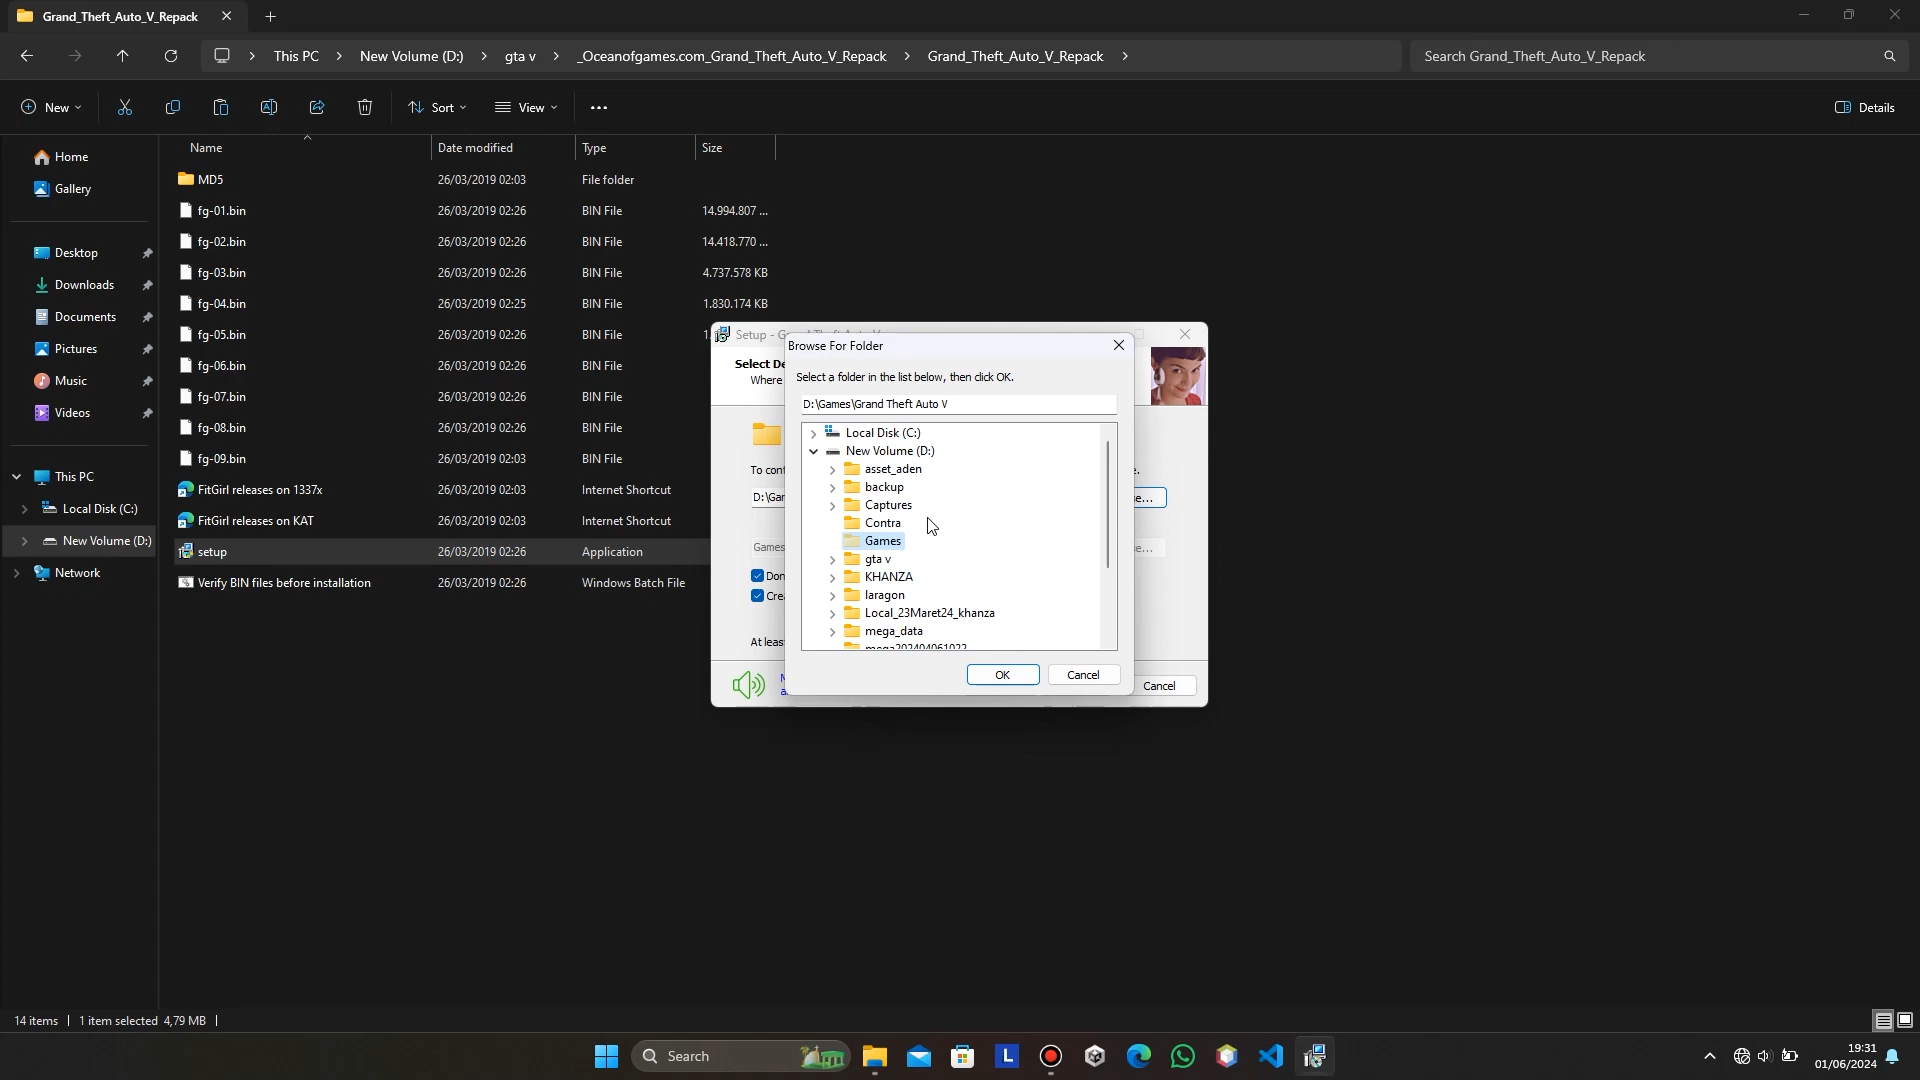 Grand_Theft_Auto_V_Repack
This PC
New Volume (D:)
gta v
_Oceanofgames.com_Grand_Theft_Auto_V_Repack
Grand_Theft_Auto_V_Repack
Search Grand_Theft_Auto_V_Repack
New
Sort
View
Details
Name Date modified Type Size
Home
Gallery
Desktop
Downloads
Documents
Pictures
Music
Videos
This PC
Local Disk (C:)
New Volume (D:)
Network
MD5 26/03/2019 02:03 File folder
fg-01.bin 26/03/2019 02:26 BIN File 14.994.807 ...
fg-02.bin 26/03/2019 02:26 BIN File 14.418.770 ...
fg-03.bin 26/03/2019 02:26 BIN File 4.737.578 KB
fg-04.bin 26/03/2019 02:25 BIN File 1.830.174 KB
fg-05.bin 26/03/2019 02:26 BIN File 1.
fg-06.bin 26/03/2019 02:26 BIN File
fg-07.bin 26/03/2019 02:26 BIN File
fg-08.bin 26/03/2019 02:26 BIN File
fg-09.bin 26/03/2019 02:03 BIN File
FitGirl releases on 1337x 26/03/2019 02:03 Internet Shortcut
FitGirl releases on KAT 26/03/2019 02:03 Internet Shortcut
setup 26/03/2019 02:26 Application
Verify BIN files before installation 26/03/2019 02:26 Windows Batch File
Setup -
Select De
Where
To cont
D:\Gar
e...
Games
e...
Don
Crea
At leas
Cancel
Browse For Folder
Select a folder in the list below, then click OK.
D:\Games\Grand Theft Auto V
Local Disk (C:)
New Volume (D:)
asset_aden
backup
Captures
Contra
Games
gta v
KHANZA
laragon
Local_23Maret24_khanza
mega_data
OK
Cancel
14 items
1 item selected 4,79 MB
Search
L
19:31
01/06/2024